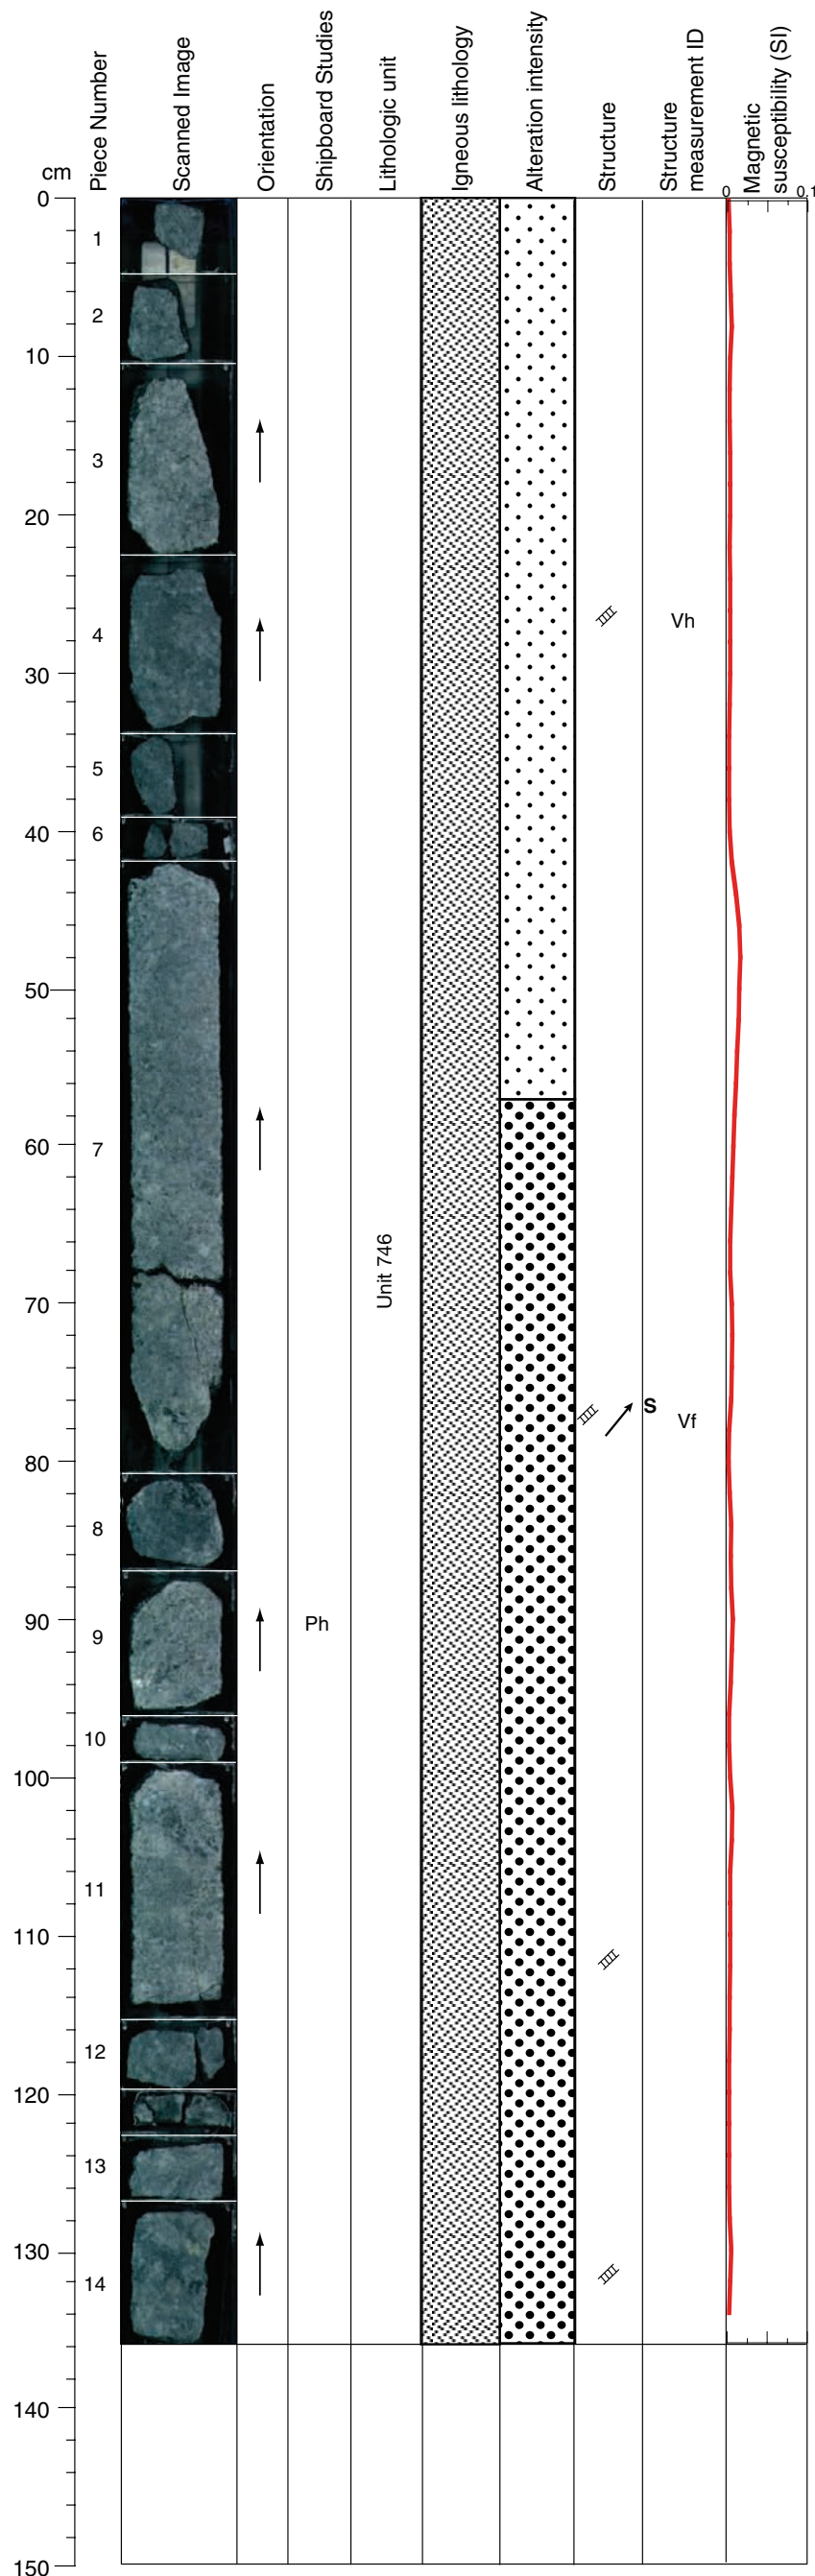 cm
Piece Number
Scanned Image
Orientation
Shipboard Studies
Lithologic unit
Igneous lithology
Alteration intensity
Structure
Structure
measurement ID
Magnetic
susceptibility (SI)
0 0.1
0
1
2
10
3
20
4
Vh
30
5
40
6
50
60
7
Unit 746
70
S
Vf
80
8
90
Ph
9
10
100
11
110
12
120
13
130
14
140
150